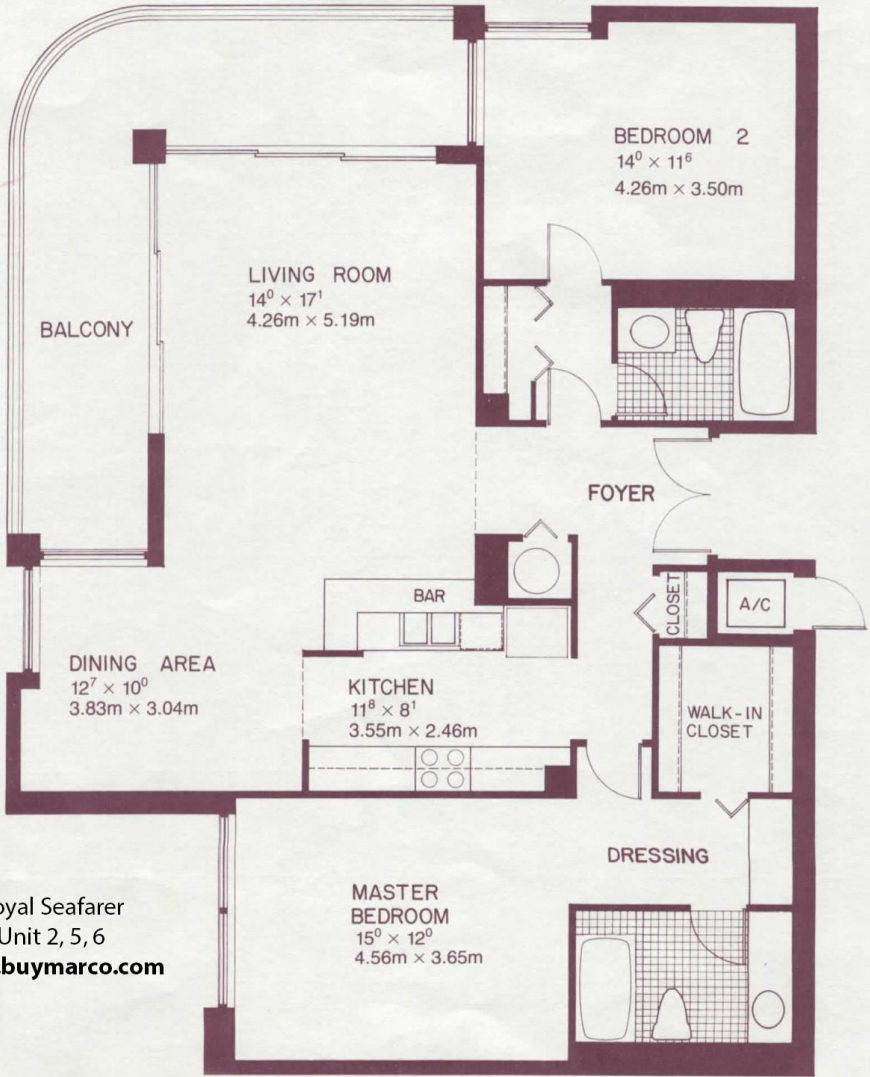 BEDROOM 2
14⁰ × 11⁶
4.26m × 3.50m
LIVING ROOM
14⁰ × 17¹
4.26m × 5.19m
BALCONY
FOYER
BAR
CLOSET
A/C
DINING AREA
12⁷ × 10⁰
3.83m × 3.04m
KITCHEN
11⁸ × 8¹
3.55m × 2.46m
WALK-IN
CLOSET
DRESSING
MASTER
BEDROOM
15⁰ × 12⁰
4.56m × 3.65m
oyal Seafarer
Unit 2, 5, 6
.buymarco.com